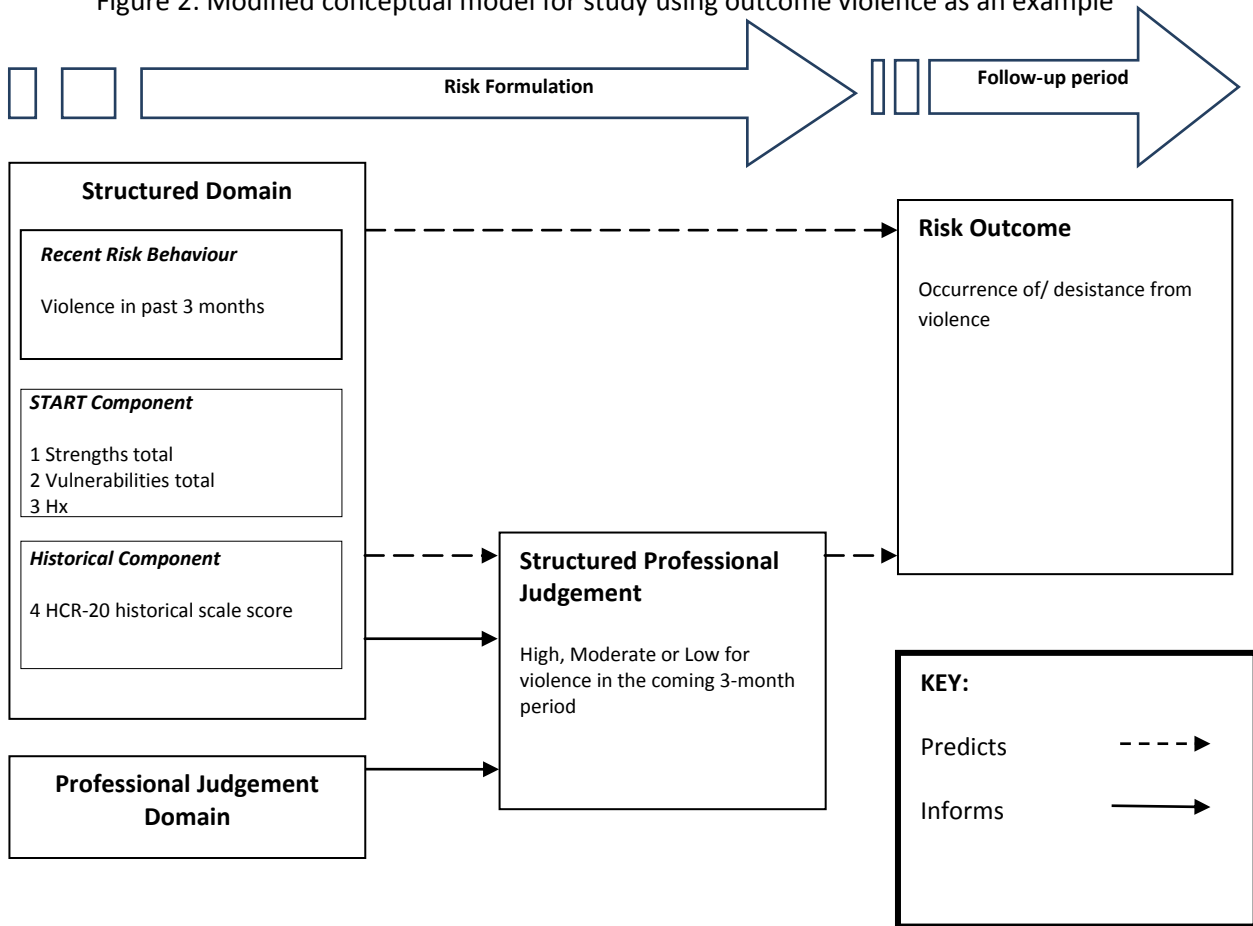 Figure 2: Modified conceptual model for study using outcome violence as an example
Risk Formulation
Follow-up period
Structured Domain
Recent Risk Behaviour
Violence in past 3 months
START Component
1 Strengths total
2 Vulnerabilities total
3 Hx
Historical Component
4 HCR-20 historical scale score
Professional Judgement
Domain
Structured Professional
Judgement
High, Moderate or Low for
violence in the coming 3-month
period
Risk Outcome
Occurrence of/ desistance from
violence
KEY:
Predicts
Informs